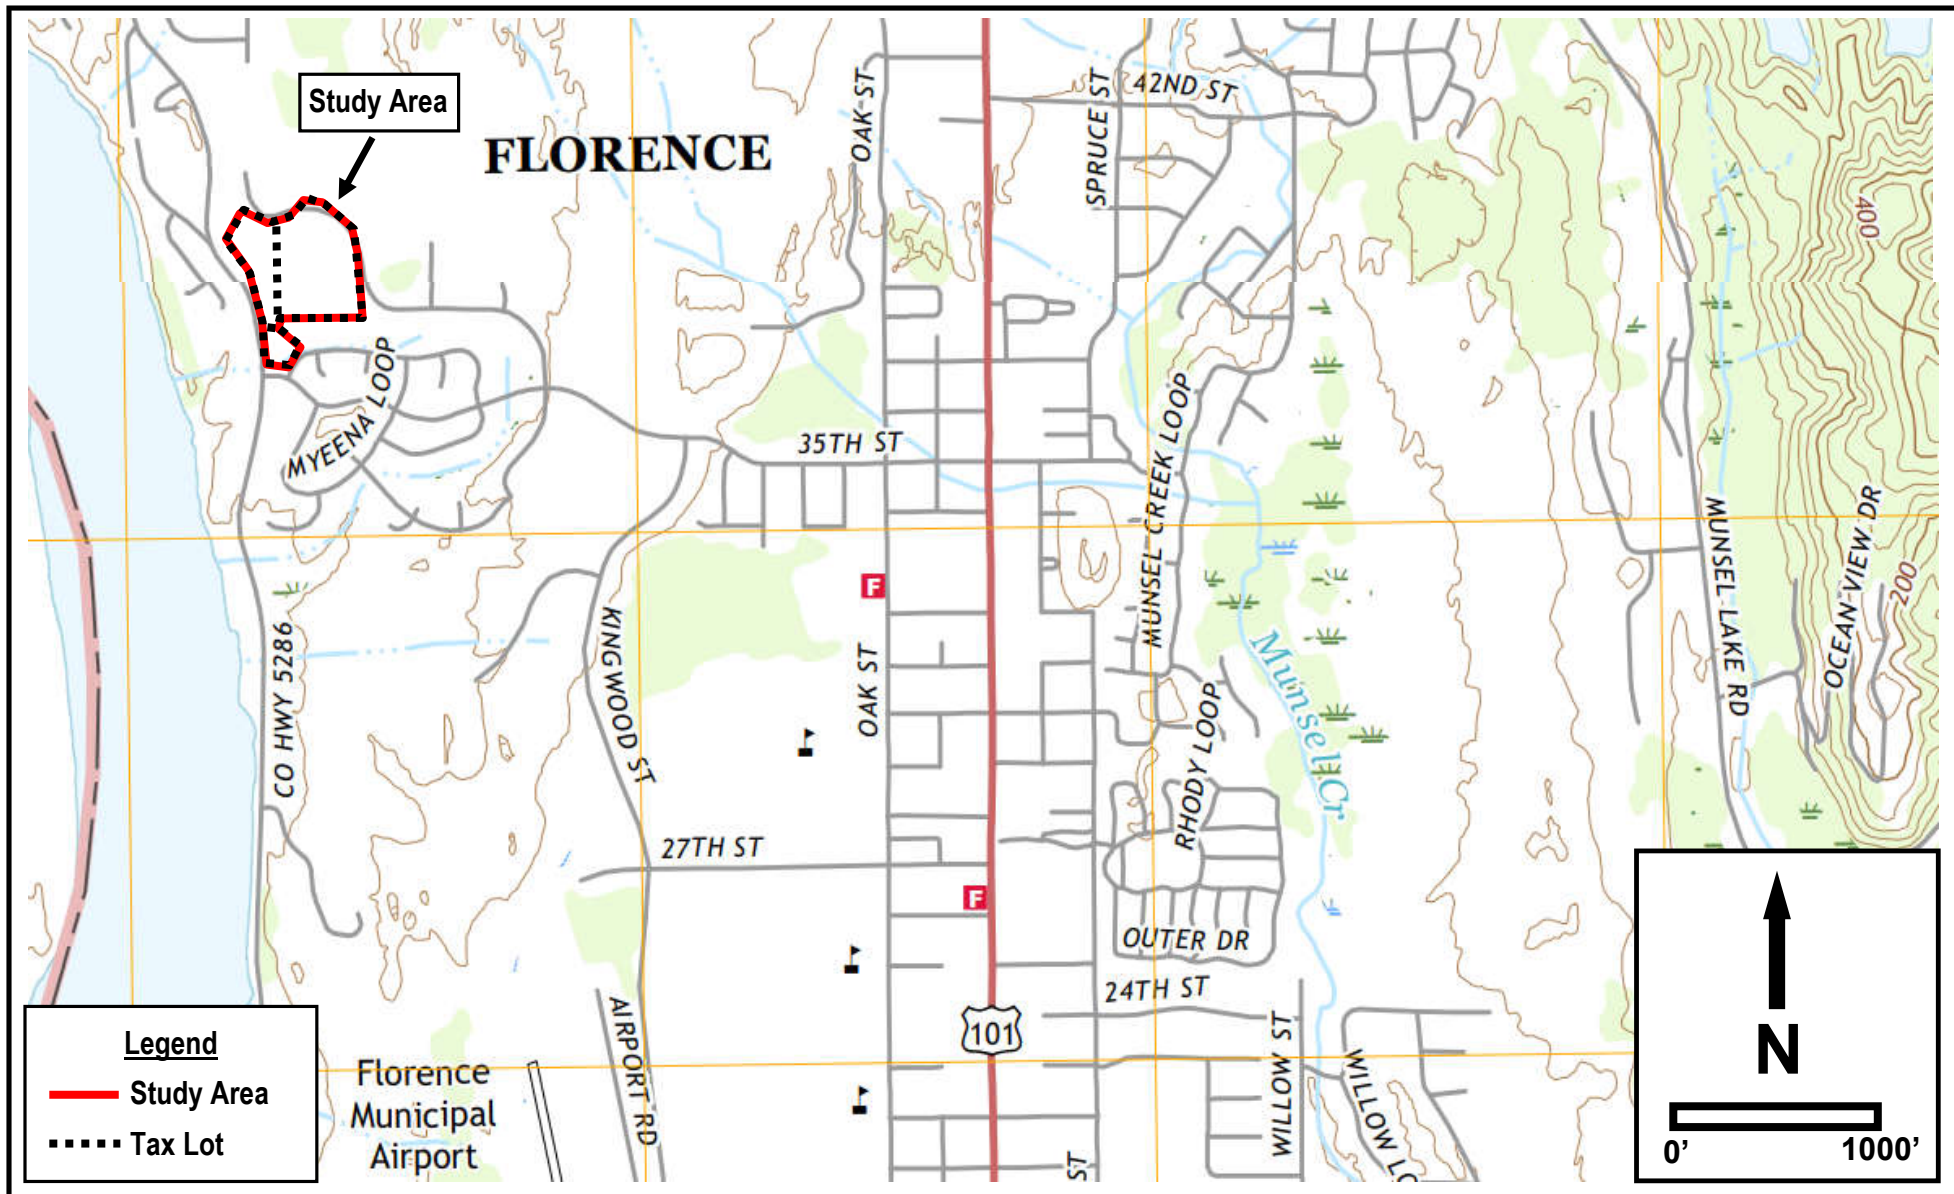 Study Area
FLORENCE
OAK ST
SPRUCE ST
42ND ST
400
MYEENA LOOP
35TH ST
MUNSEL CREEK LOOP
MUNSEL LAKE RD
OCEAN VIEW DR
200
F
CO HWY 5286
KINGWOOD ST
OAK ST
Munsel Cr
RHODY LOOP
27TH ST
F
OUTER DR
24TH ST
101
WILLOW ST
WILLOW LO
AIRPORT RD
ST
Florence
Municipal
Airport
Legend
Study Area
Tax Lot
N
0’
1000’